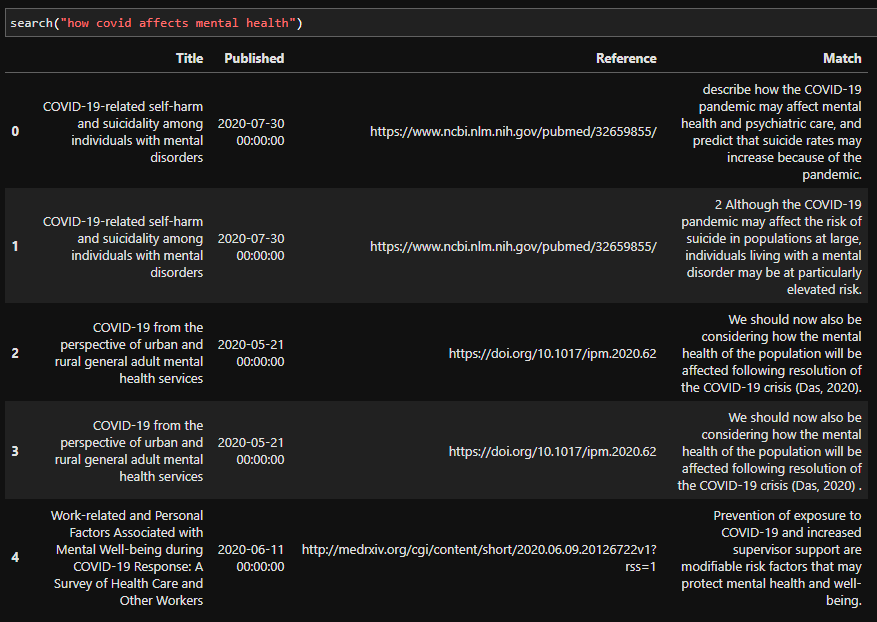 search("how covid affects mental health")
Title Published Reference Match
0 COVID-19-related self-harm and suicidality among individuals with mental disorders 2020-07-30 00:00:00 https://www.ncbi.nlm.nih.gov/pubmed/32659855/ describe how the COVID-19 pandemic may affect mental health and psychiatric care, and predict that suicide rates may increase because of the pandemic.
1 COVID-19-related self-harm and suicidality among individuals with mental disorders 2020-07-30 00:00:00 https://www.ncbi.nlm.nih.gov/pubmed/32659855/ 2 Although the COVID-19 pandemic may affect the risk of suicide in populations at large, individuals living with a mental disorder may be at particularly elevated risk.
2 COVID-19 from the perspective of urban and rural general adult mental health services 2020-05-21 00:00:00 https://doi.org/10.1017/ipm.2020.62 We should now also be considering how the mental health of the population will be affected following resolution of the COVID-19 crisis (Das, 2020).
3 COVID-19 from the perspective of urban and rural general adult mental health services 2020-05-21 00:00:00 https://doi.org/10.1017/ipm.2020.62 We should now also be considering how the mental health of the population will be affected following resolution of the COVID-19 crisis (Das, 2020) .
4 Work-related and Personal Factors Associated with Mental Well-being during COVID-19 Response: A Survey of Health Care and Other Workers 2020-06-11 00:00:00 http://medrxiv.org/cgi/content/short/2020.06.09.20126722v1?rss=1 Prevention of exposure to COVID-19 and increased supervisor support are modifiable risk factors that may protect mental health and well-being.